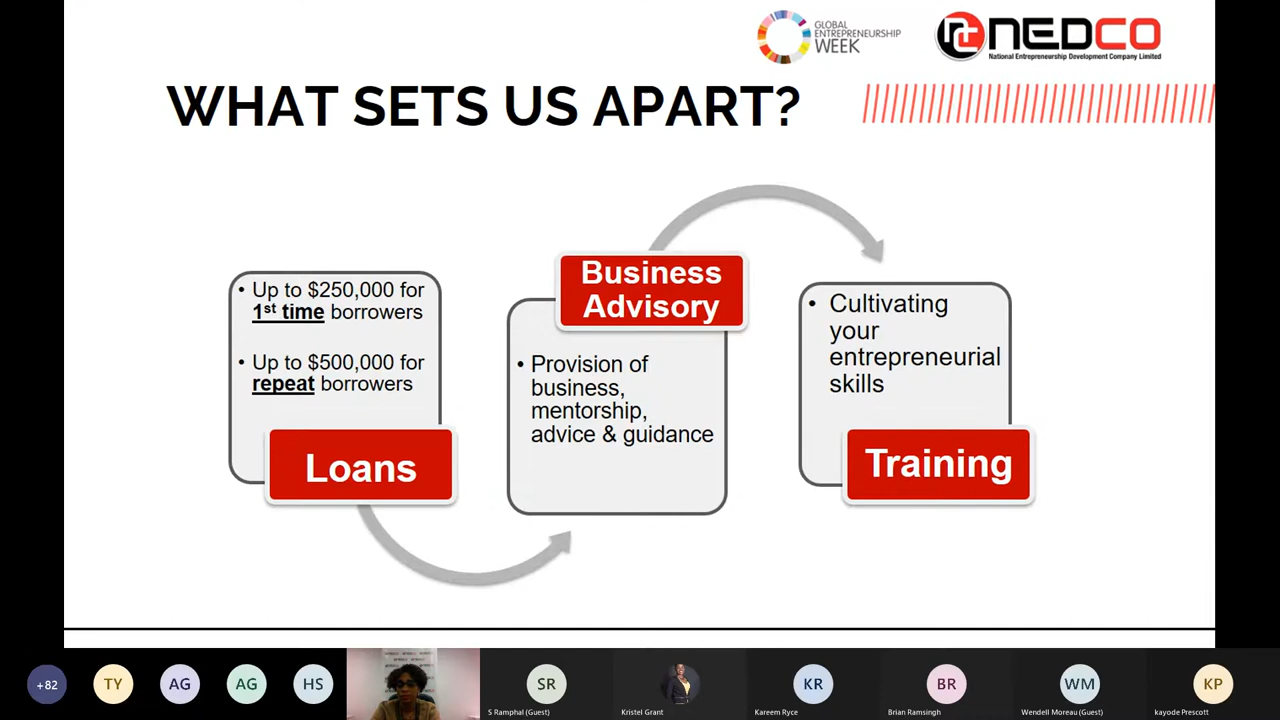 GLOBAL
ENTREPRENEURSHIP
WEEK
NEDCO
National Entrepreneurship Development Company Limited
WHAT SETS US APART?
• Up to $250,000 for
1st time borrowers
• Up to $500,000 for
repeat borrowers
Loans
Business
Advisory
• Provision of
business,
mentorship,
advice & guidance
• Cultivating
your
entrepreneurial
skills
Training
+82
TY
AG
AG
HS
SR
S Ramphal (Guest)
Kristel Grant
KR
Kareem Ryce
BR
Brian Ramsingh
WM
Wendell Moreau (Guest)
KP
kayode Prescott